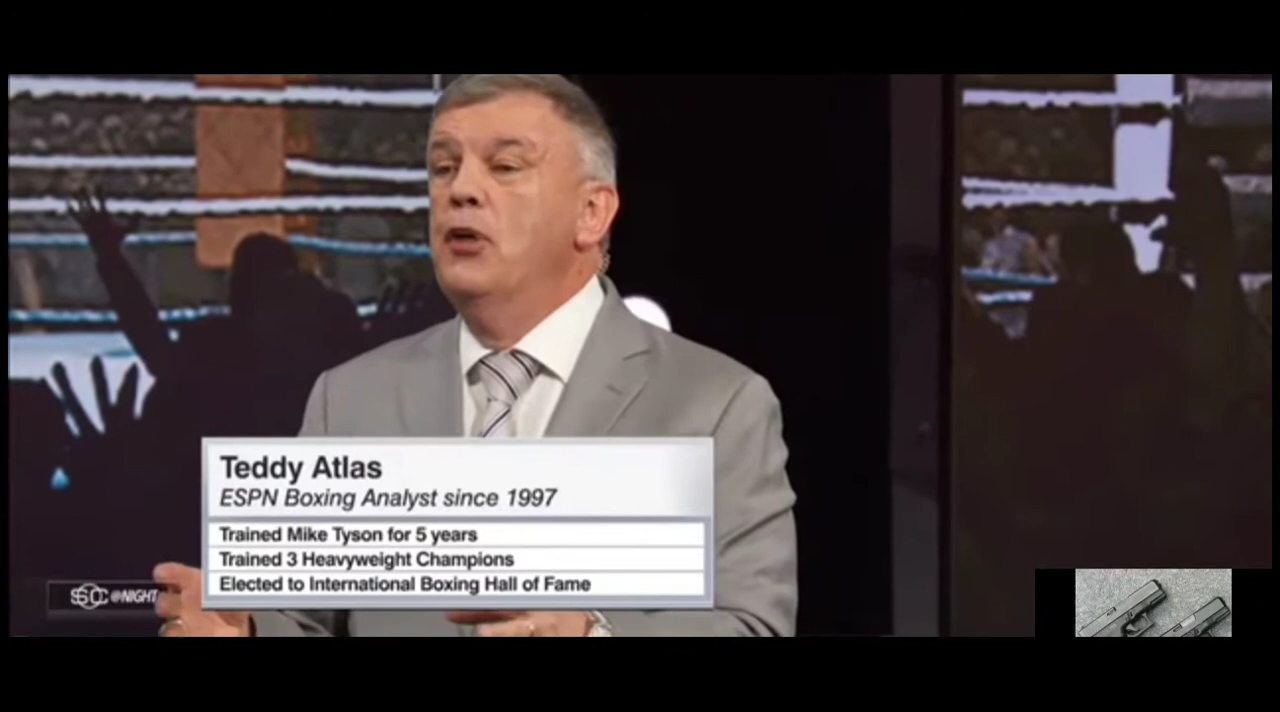 Teddy Atlas
ESPN Boxing Analyst since 1997
Trained Mike Tyson for 5 years
Trained 3 Heavyweight Champions
Elected to International Boxing Hall of Fame
SC @NIGHT